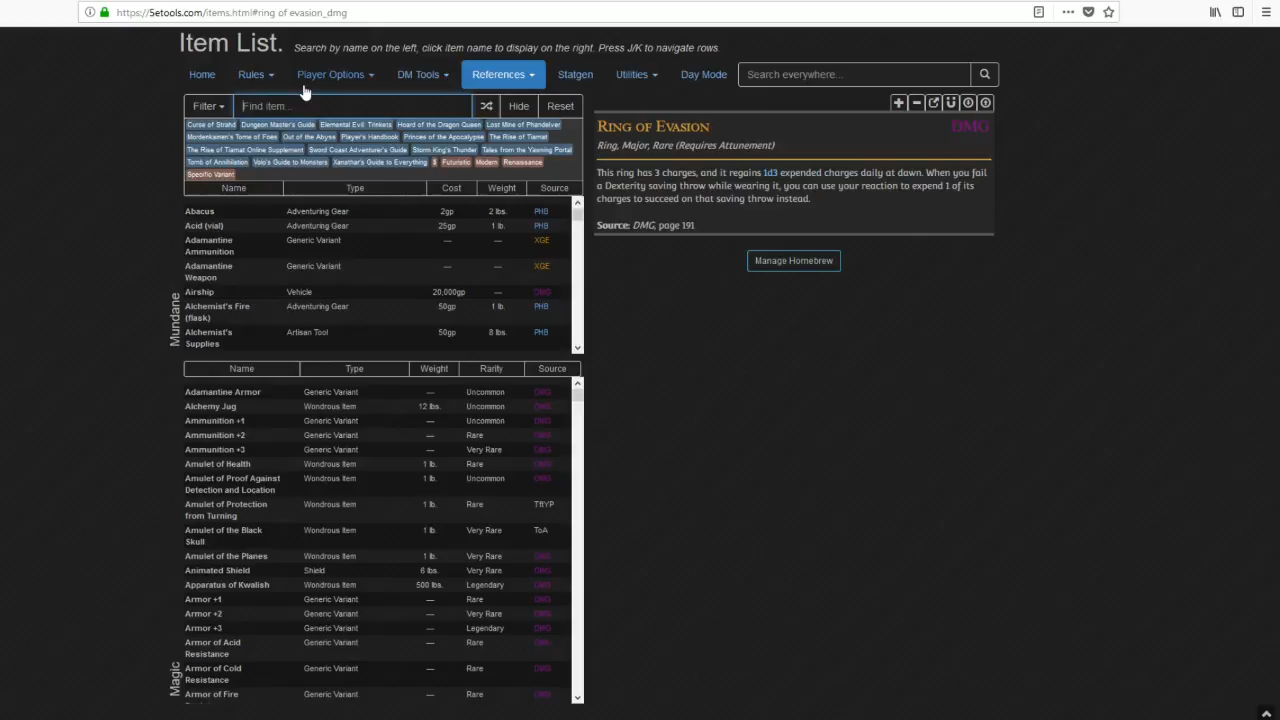 https://5etools.com/items.html#ring of evasion_dmg
Item List. Search by name on the left, click item name to display on the right. Press J/K to navigate rows.
Home Rules Player Options DM Tools References Statgen Utilities Day Mode Search everywhere...
Filter Find item... Hide Reset
Curse of Strahd Dungeon Master's Guide Elemental Evil: Trinkets Hoard of the Dragon Queen Lost Mine of Phandelver
Mordenkainen's Tome of Foes Out of the Abyss Player's Handbook Princes of the Apocalypse The Rise of Tiamat
The Rise of Tiamat Online Supplement Sword Coast Adventurer's Guide Storm King's Thunder Tales from the Yawning Portal
Tomb of Annihilation Volo's Guide to Monsters Xanathar's Guide to Everything $ Futuristic Modern Renaissance
Specific Variant
Name Type Cost Weight Source
Abacus Adventuring Gear 2gp 2 lbs. PHB
Acid (vial) Adventuring Gear 25gp 1 lb. PHB
Adamantine Generic Variant — — XGE
Ammunition
Adamantine Generic Variant — — XGE
Weapon
Airship Vehicle 20,000gp — DMG
Alchemist's Fire Adventuring Gear 50gp 1 lb. PHB
(flask)
Alchemist's Artisan Tool 50gp 8 lbs. PHB
Supplies
Mundane
Name Type Weight Rarity Source
Adamantine Armor Generic Variant — Uncommon DMG
Alchemy Jug Wondrous Item 12 lbs. Uncommon DMG
Ammunition +1 Generic Variant — Uncommon DMG
Ammunition +2 Generic Variant — Rare DMG
Ammunition +3 Generic Variant — Very Rare DMG
Amulet of Health Wondrous Item 1 lb. Rare DMG
Amulet of Proof Against Wondrous Item 1 lb. Uncommon DMG
Detection and Location
Amulet of Protection Wondrous Item 1 lb. Rare TftYP
from Turning
Amulet of the Black Wondrous Item 1 lb. Very Rare ToA
Skull
Amulet of the Planes Wondrous Item 1 lb. Very Rare DMG
Animated Shield Shield 6 lbs. Very Rare DMG
Apparatus of Kwalish Wondrous Item 500 lbs. Legendary DMG
Armor +1 Generic Variant — Rare DMG
Armor +2 Generic Variant — Very Rare DMG
Armor +3 Generic Variant — Legendary DMG
Armor of Acid Generic Variant — Rare DMG
Resistance
Armor of Cold Generic Variant — Rare DMG
Resistance
Armor of Fire Generic Variant — Rare DMG
Magic
Ring of Evasion DMG
Ring, Major, Rare (Requires Attunement)
This ring has 3 charges, and it regains 1d3 expended charges daily at dawn. When you fail
a Dexterity saving throw while wearing it, you can use your reaction to expend 1 of its
charges to succeed on that saving throw instead.
Source: DMG, page 191
Manage Homebrew